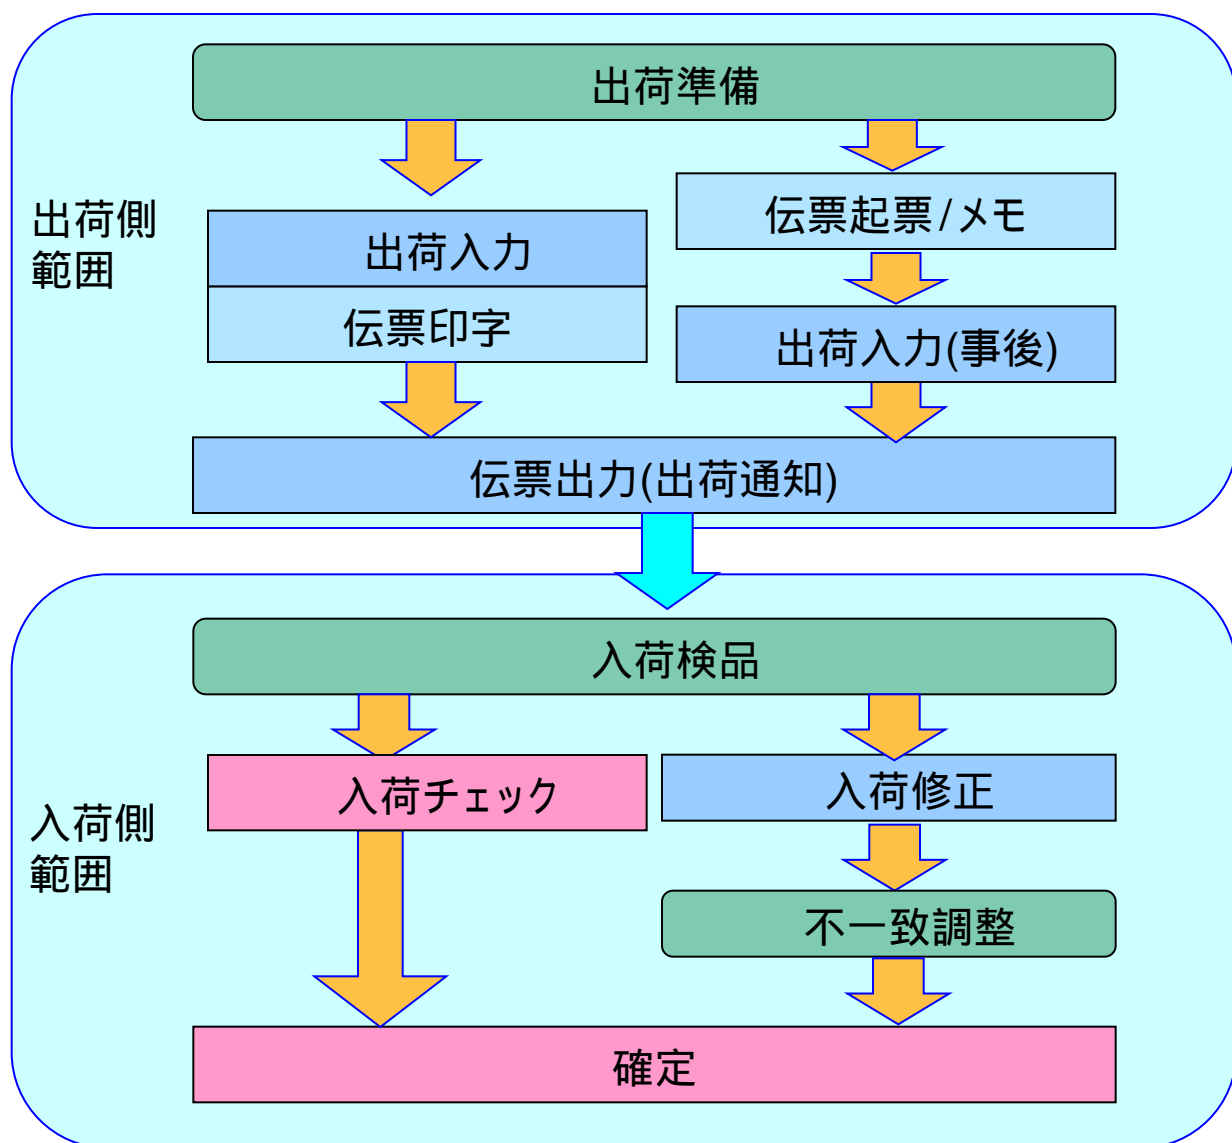 出荷準備
出荷側
範囲
伝票起票/メモ
出荷入力
伝票印字
出荷入力(事後)
伝票出力(出荷通知)
入荷検品
入荷チェック
入荷修正
入荷側
範囲
不一致調整
確定